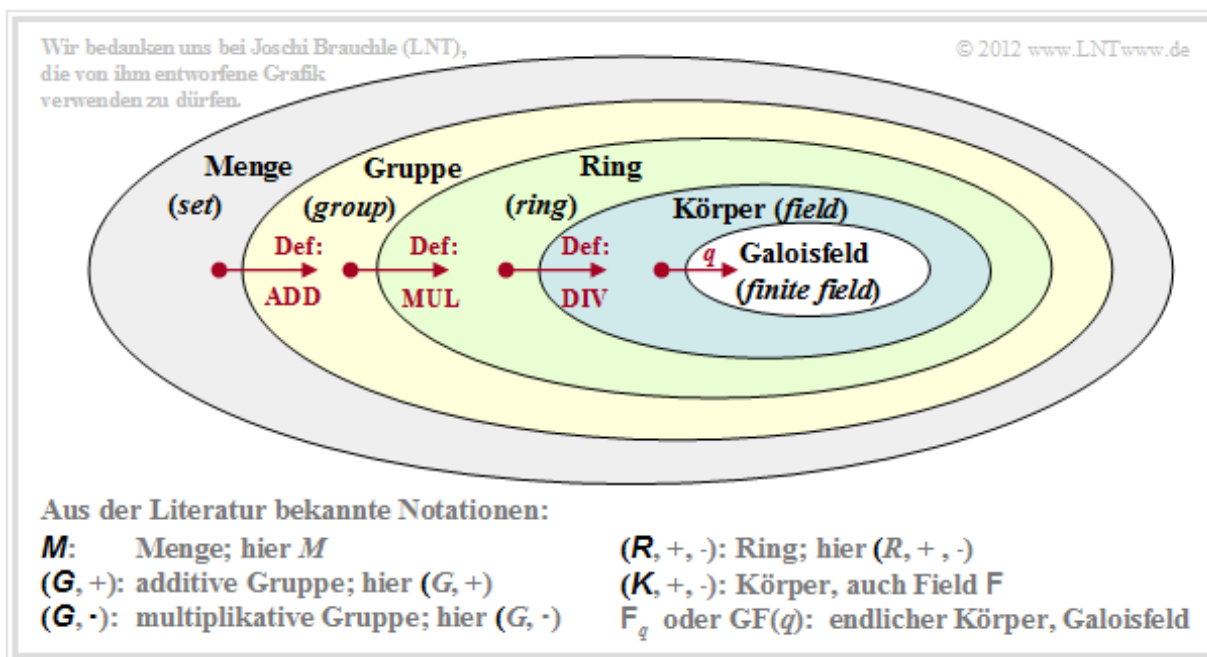 Wir bedanken uns bei Joschi Brauchle (LNT),
die von ihm entworfene Grafik
verwenden zu dürfen.
© 2012 www.LNTwww.de
Menge
(set)
Gruppe
(group)
Ring
(ring)
Körper (field)
Galoisfeld
(finite field)
Def:
ADD
Def:
MUL
Def:
DIV
q
Aus der Literatur bekannte Notationen:
M: Menge; hier M
(G, +): additive Gruppe; hier (G, +)
(G, ·): multiplikative Gruppe; hier (G, ·)
(R, +, ·): Ring; hier (R, + , ·)
(K, +, ·): Körper, auch Field F
F_q oder GF(q): endlicher Körper, Galoisfeld